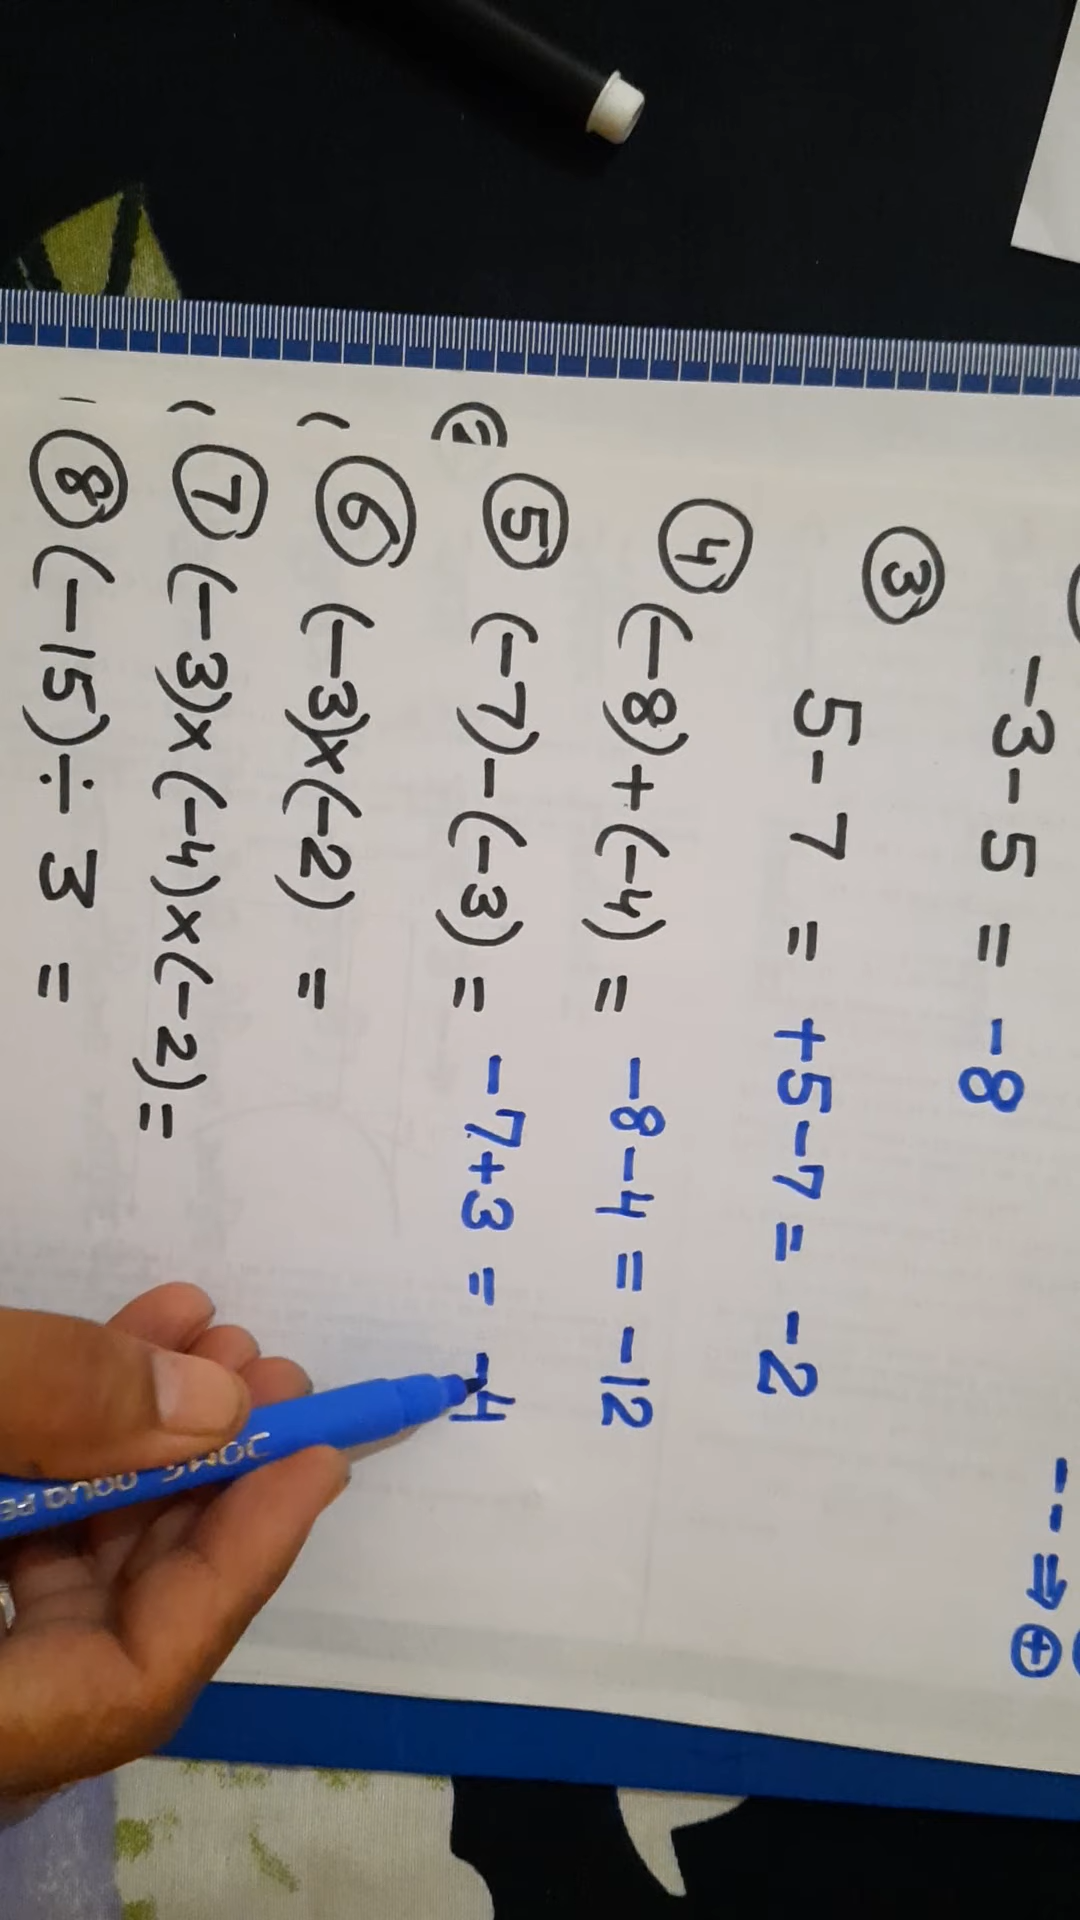 -- ⇒ ⊕
-3-5 = -8
③ 5-7 = +5-7 = -2
④ (-8)+(-4) = -8-4 = -12
⑤ (-7)-(-3) = -7+3 = -4
⑥ (-3)x(-2) =
⑦ (-3)x(-4)x(-2) =
⑧ (-15)÷3 =